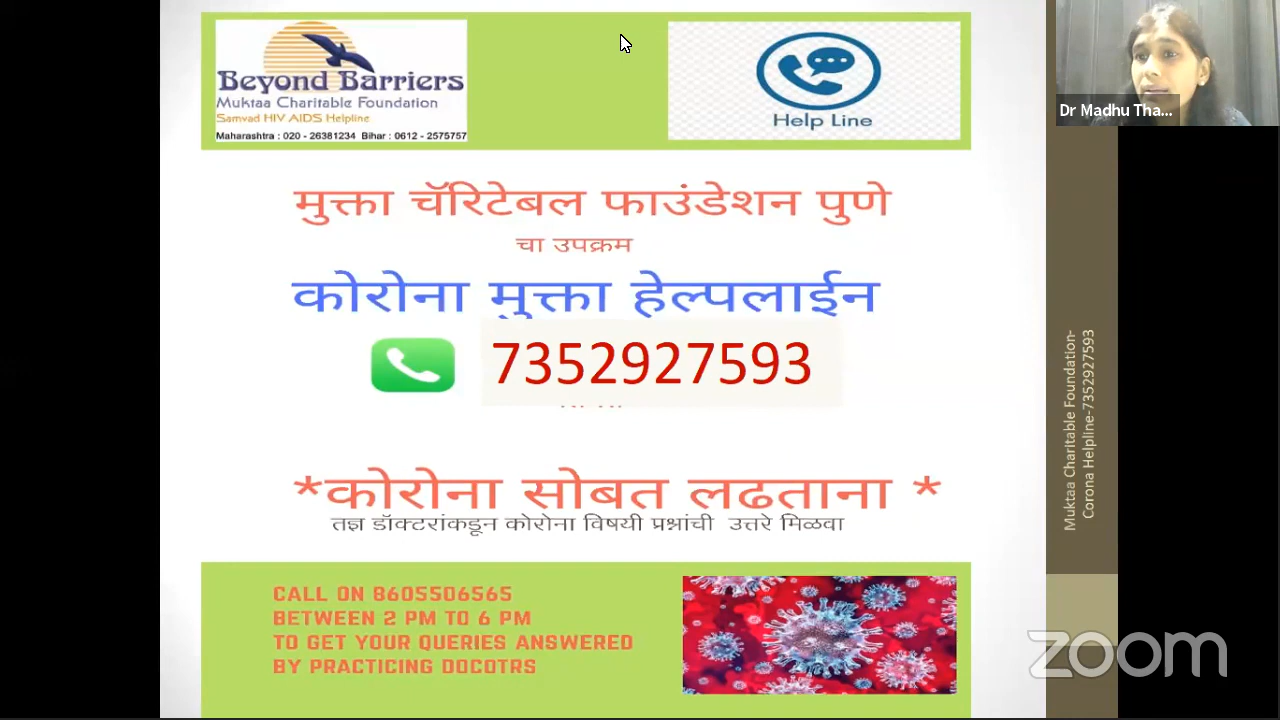 Beyond Barriers
Muktaa Charitable Foundation
Samvad HIV AIDS Helpline
Maharashtra : 020 - 26381234 Bihar : 0612 - 2575757
Help Line
Dr Madhu Tha...
मुक्ता चॅरिटेबल फाउंडेशन पुणे
चा उपक्रम
कोरोना मुक्ता हेल्पलाईन
7352927593
*कोरोना सोबत लढताना *
तज्ञ डॉक्टरांकडून कोरोना विषयी प्रश्नांची उत्तरे मिळवा
CALL ON 8605506565
BETWEEN 2 PM TO 6 PM
TO GET YOUR QUERIES ANSWERED
BY PRACTICING DOCOTRS
Muktaa Charitable Foundation-
Corona Helpline-7352927593
zoom